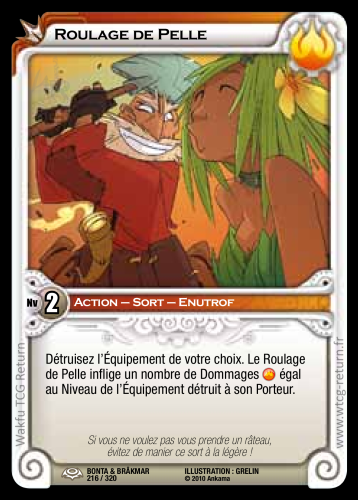 Roulage de Pelle
Nv 2 Action – Sort – Enutrof
Détruisez l'Équipement de votre choix. Le Roulage
de Pelle inflige un nombre de Dommages égal
au Niveau de l'Équipement détruit à son Porteur.
Wakfu TCG Return
www.wtcg-return.fr
Si vous ne voulez pas vous prendre un râteau,
évitez de manier ce sort à la légère !
BONTA & BRÂKMAR
216 / 320
ILLUSTRATION : GRELIN
© 2010 Ankama